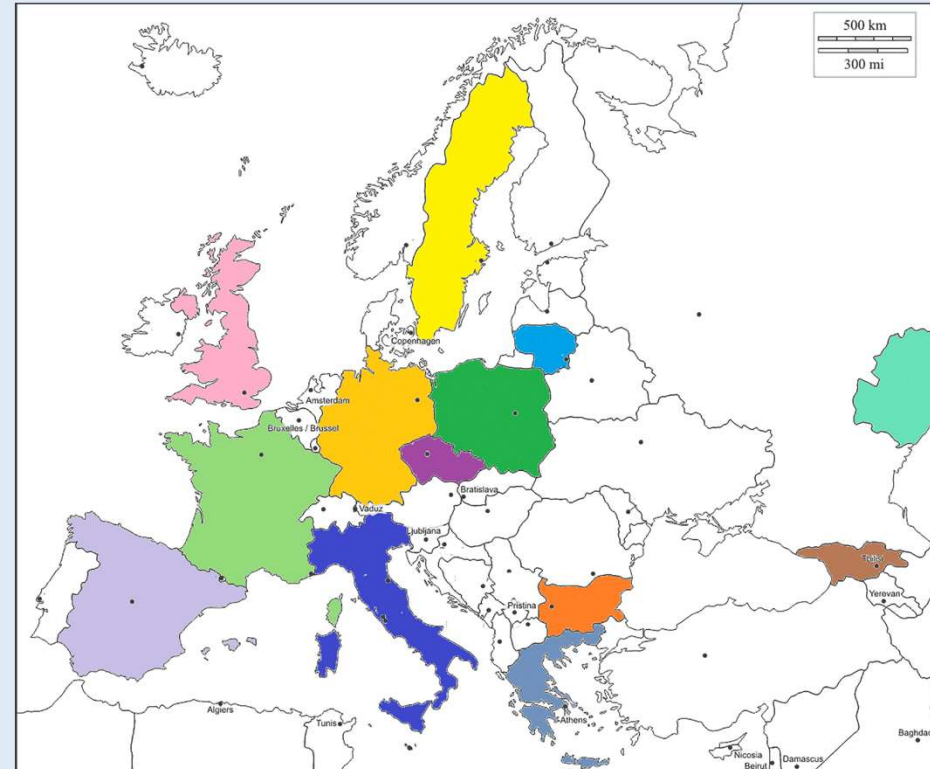 500 km
300 mi
Copenhagen
Amsterdam
Bruxelles / Brussel
Bratislava
Vaduz
Ljubljana
Tbilisi
Yerevan
Pristina
Athens
Algiers
Tunis
Nicosia
Beirut
Damascus
Baghdad